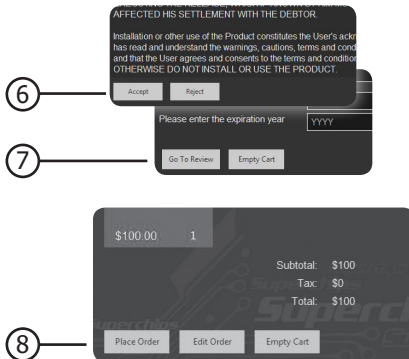 AFFECTED HIS SETTLEMENT WITH THE DEBTOR.
Installation or other use of the Product constitutes the User's
has read and understand the warnings, cautions, terms and
and that the User agrees and consents to the terms and
OTHERWISE DO NOT INSTALL OR USE THE PRODUCT.
6
Accept Reject
Please enter the expiration year YYYY
7
Go To Review Empty Cart
$100.00 1
Subtotal: $100
Tax: $0
Total: $100
Superchips
8
Place Order Edit Order Empty Cart